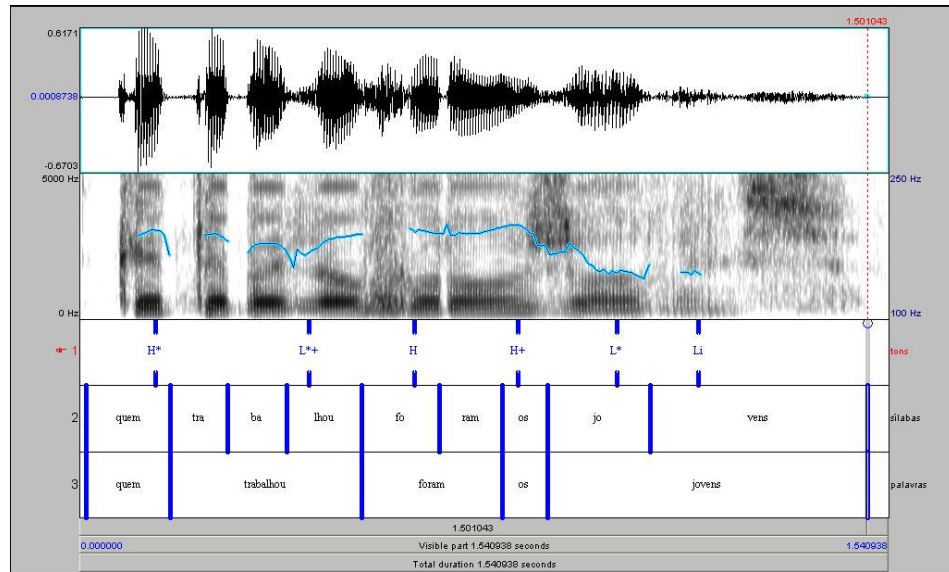 1.501043
0.6171
0.0008738
-0.6703
5000 Hz
250 Hz
0 Hz
100 Hz
1 H* L*+ H H+ L* Li tons
2 quem tra ba lhou fo ram os jo vens sílabas
3 quem trabalhou foram os jovens palavras
1.501043
0.000000 Visible part 1.540938 seconds 1.540938
Total duration 1.540938 seconds